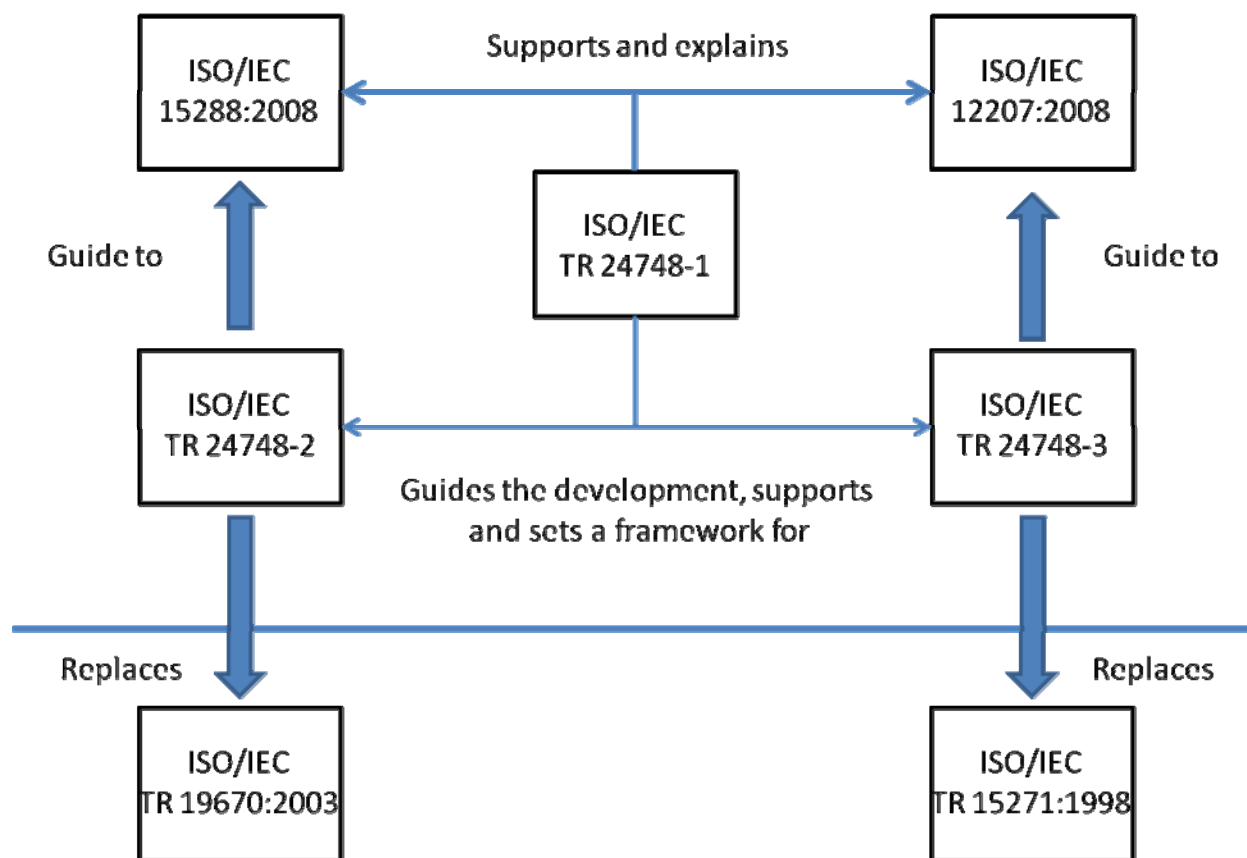 Supports and explains
ISO/IEC
15288:2008
ISO/IEC
12207:2008
ISO/IEC
TR 24748-1
Guide to
Guide to
ISO/IEC
TR 24748-2
ISO/IEC
TR 24748-3
Guides the development, supports
and sets a framework for
Replaces
Replaces
ISO/IEC
TR 19670:2003
ISO/IEC
TR 15271:1998